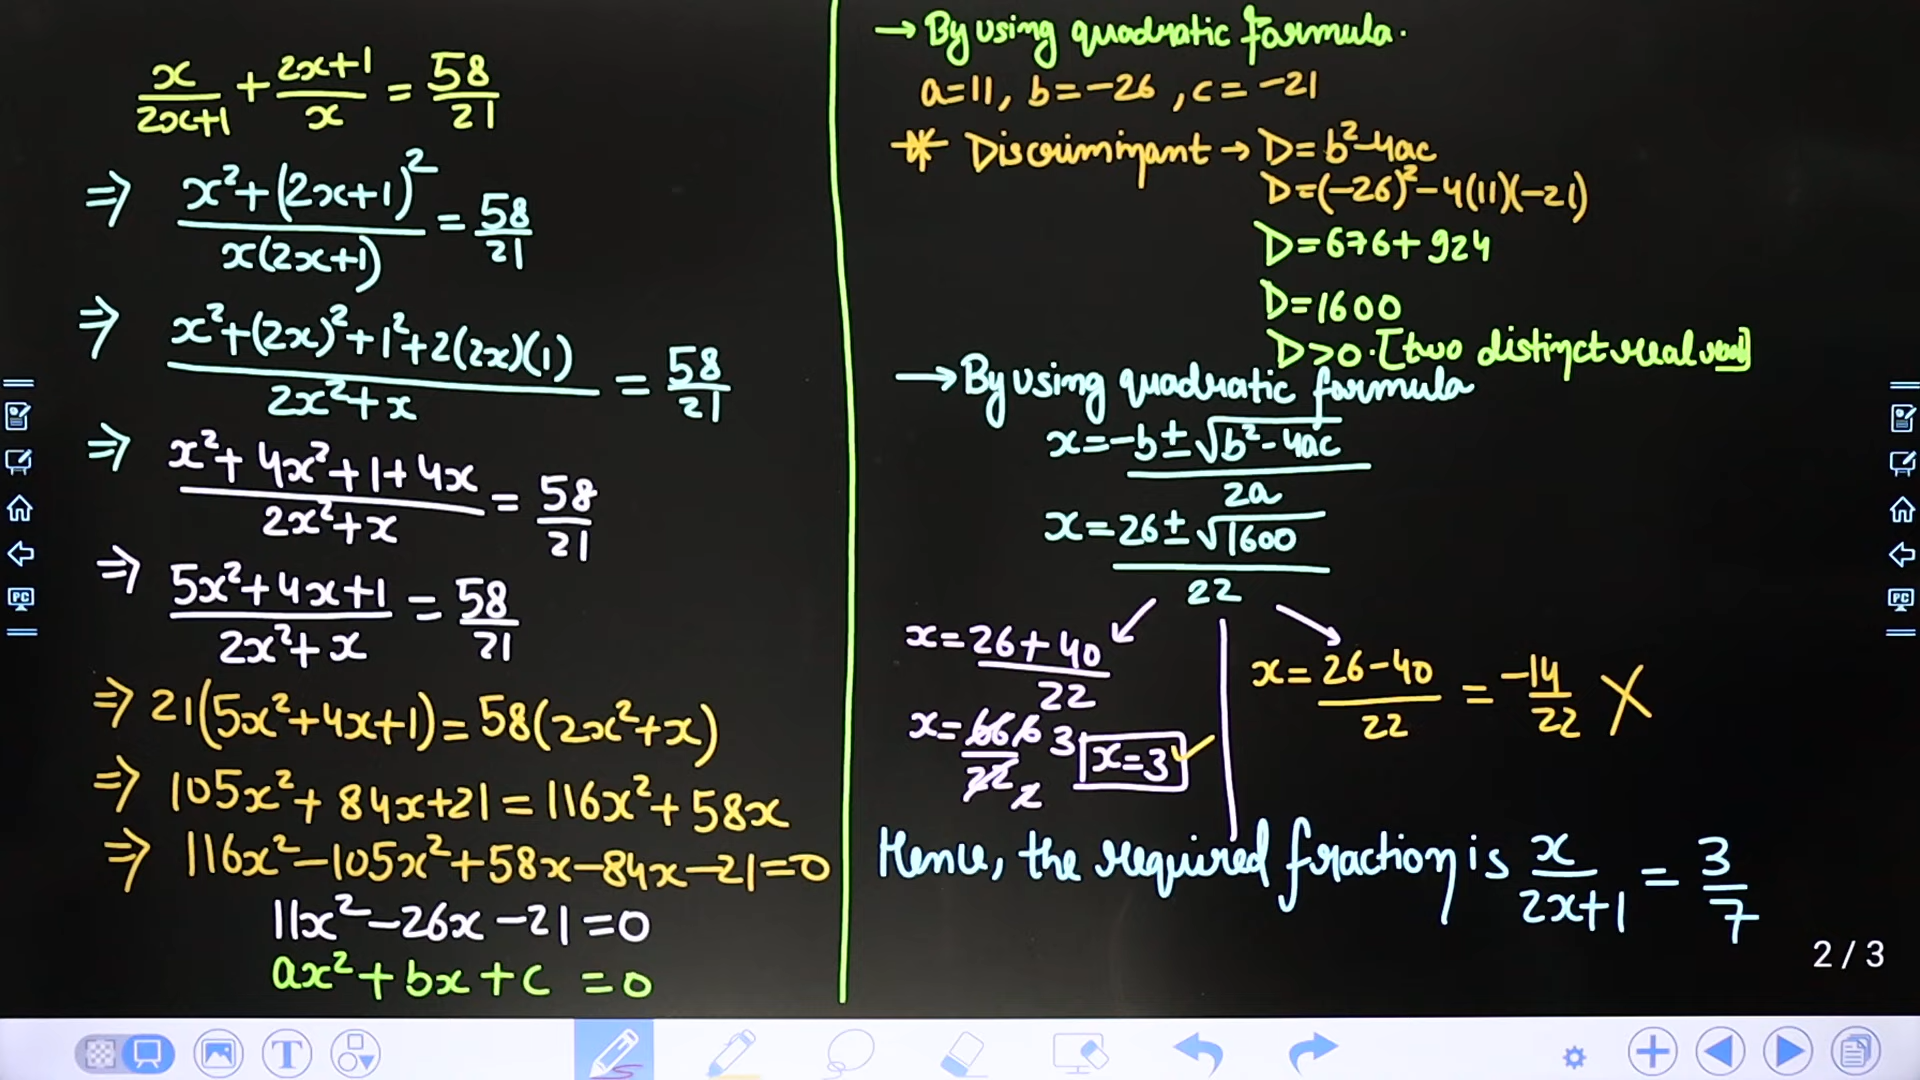 x/(2x+1) + (2x+1)/x = 58/21
⇒ (x²+(2x+1)²)/(x(2x+1)) = 58/21
⇒ (x²+(2x)²+1²+2(2x)(1))/(2x²+x) = 58/21
⇒ (x²+4x²+1+4x)/(2x²+x) = 58/21
⇒ (5x²+4x+1)/(2x²+x) = 58/21
⇒ 21(5x²+4x+1) = 58(2x²+x)
⇒ 105x²+84x+21 = 116x²+58x
⇒ 116x²-105x²+58x-84x-21=0
11x²-26x-21=0
ax²+bx+c=0
→ By using quadratic formula.
a=11, b=-26, c=-21
* Discriminant → D=b²-4ac
D=(-26)²-4(11)(-21)
D=676+924
D=1600
D>0.[two distinct real roots]
→ By using quadratic formula
x=(-b±√(b²-4ac))/2a
x=(26±√1600)/22
x=(26+40)/22
x=66/22 6 3 2 x=3 ✓
x=(26-40)/22 = -14/22 X
Hence, the required fraction is x/(2x+1) = 3/7
2/3
PC
PC
T